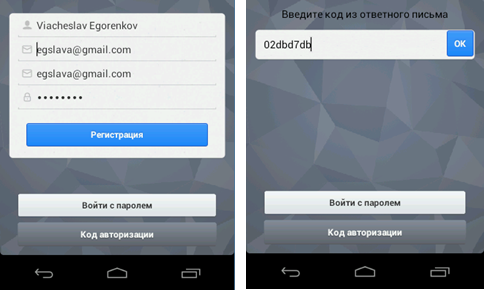 Viacheslav Egorenkov
egslava@gmail.com
egslava@gmail.com
••••••••
Регистрация
Войти с паролем
Код авторизации
Введите код из ответного письма
02dbd7db
OK
Войти с паролем
Код авторизации